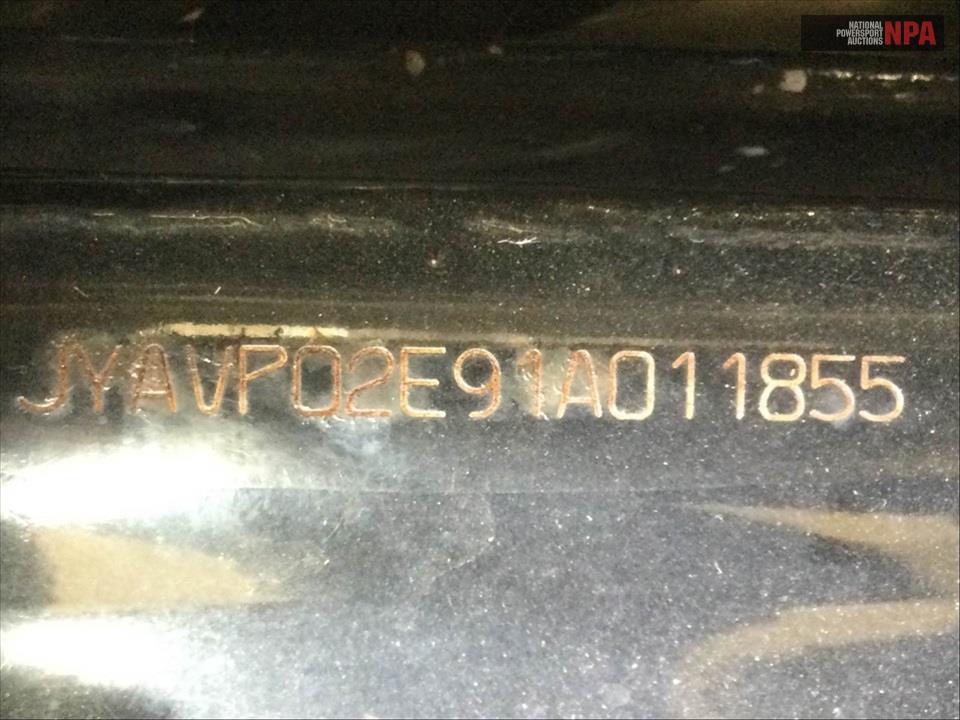 NATIONAL
POWERSPORT
AUCTIONS
NPA
JYAVP02E91A011855